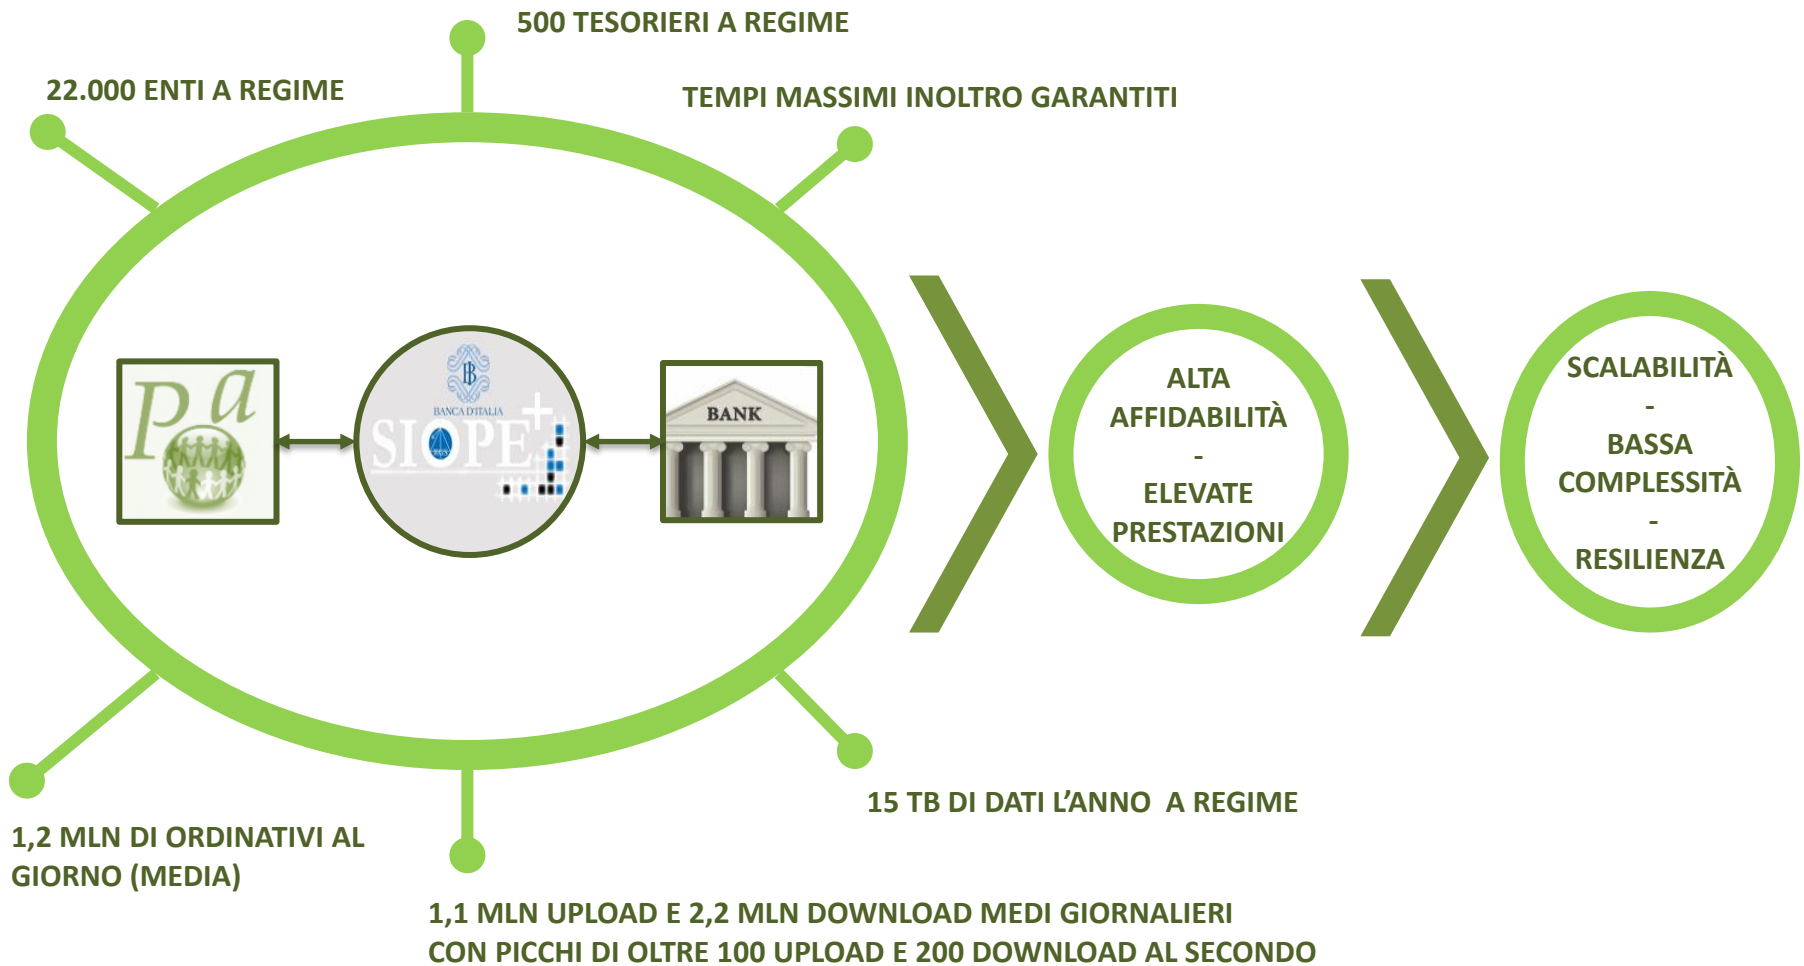 500 TESORIERI A REGIME
22.000 ENTI A REGIME
TEMPI MASSIMI INOLTRO GARANTITI
Pa
BANCA D'ITALIA
SIOPE+
BANK
ALTA
AFFIDABILITÀ
-
ELEVATE
PRESTAZIONI
SCALABILITÀ
-
BASSA
COMPLESSITÀ
-
RESILIENZA
15 TB DI DATI L’ANNO A REGIME
1,2 MLN DI ORDINATIVI AL
GIORNO (MEDIA)
1,1 MLN UPLOAD E 2,2 MLN DOWNLOAD MEDI GIORNALIERI
CON PICCHI DI OLTRE 100 UPLOAD E 200 DOWNLOAD AL SECONDO